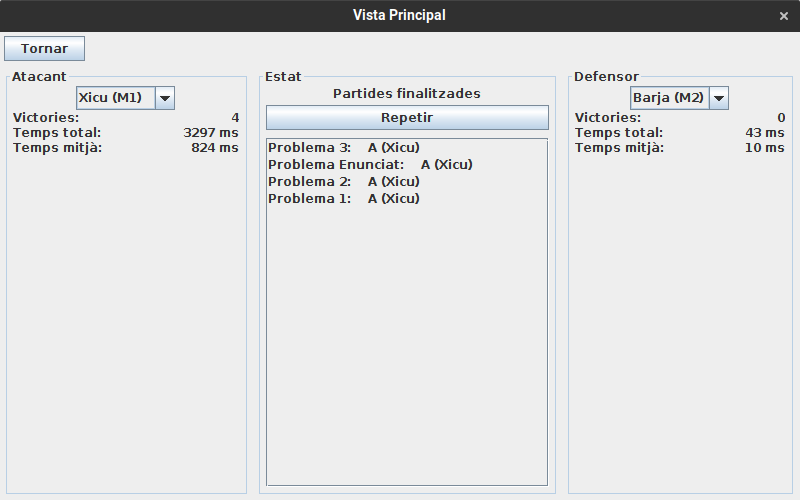 Vista Principal
Tornar
Atacant
Xicu (M1)
Victories: 4
Temps total: 3297 ms
Temps mitjà: 824 ms
Estat
Partides finalitzades
Repetir
Problema 3: A (Xicu)
Problema Enunciat: A (Xicu)
Problema 2: A (Xicu)
Problema 1: A (Xicu)
Defensor
Barja (M2)
Victories: 0
Temps total: 43 ms
Temps mitjà: 10 ms